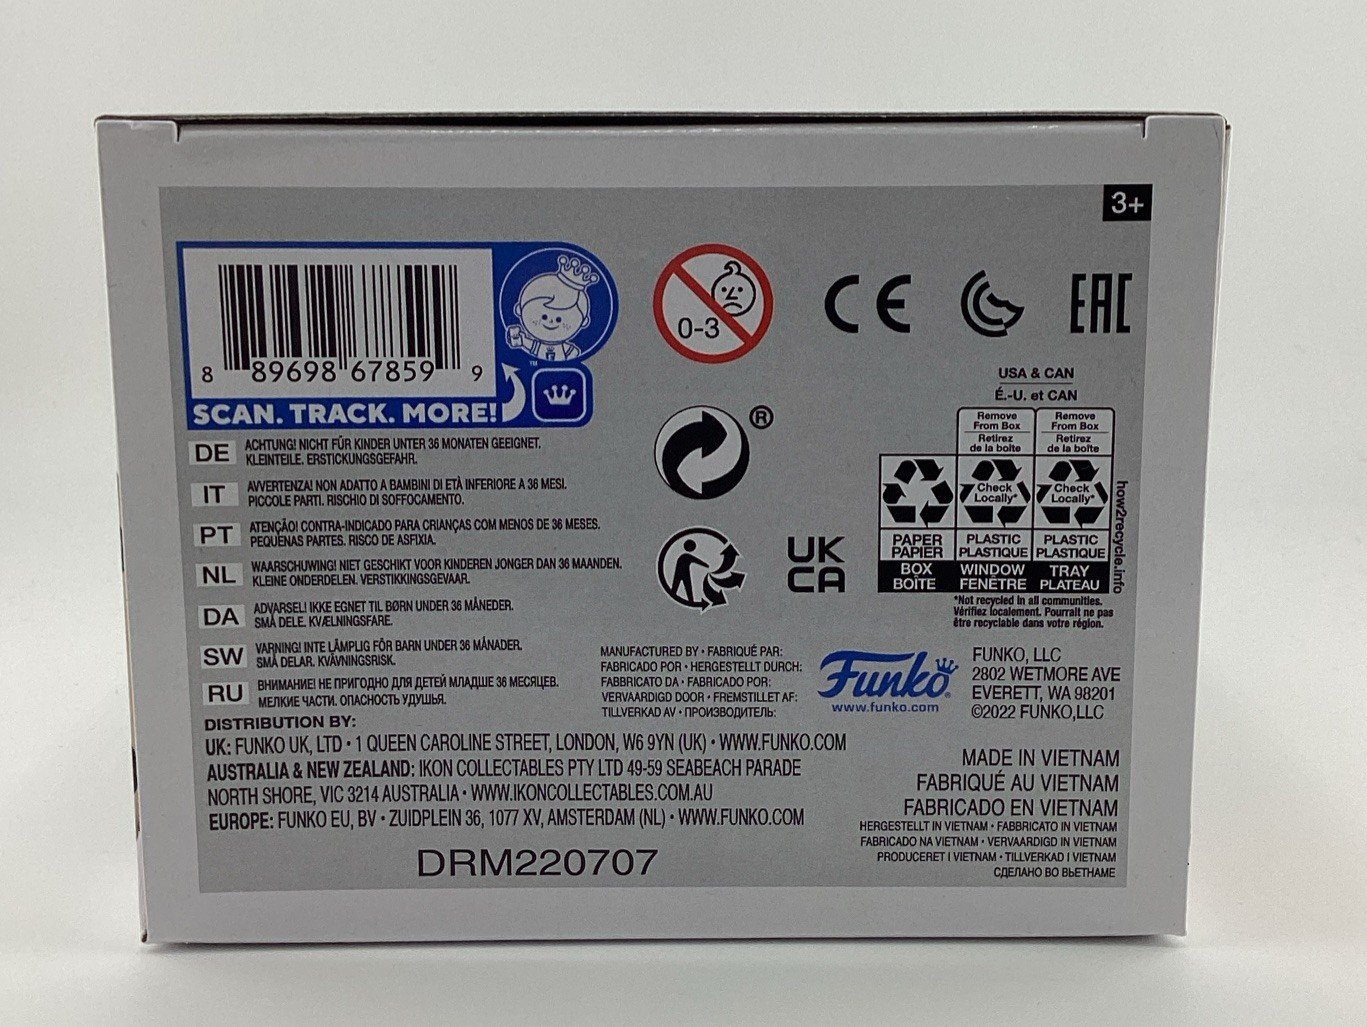 3+
8 89698 67859 9
™
SCAN. TRACK. MORE!
0-3
CE
EAC
®
UK
CA
USA & CAN
É.-U. et CAN
Remove
From Box
Retirez
de la boîte
Remove
From Box
Retirez
de la boîte
Check
Locally*
Check
Locally*
PAPER
PAPIER
PLASTIC
PLASTIQUE
PLASTIC
PLASTIQUE
BOX
BOÎTE
WINDOW
FENÊTRE
TRAY
PLATEAU
how2recycle.info
*Not recycled in all communities.
Vérifiez localement. Pourrait ne pas
être recyclable dans votre région.
DE ACHTUNG! NICHT FÜR KINDER UNTER 36 MONATEN GEEIGNET.
KLEINTEILE. ERSTICKUNGSGEFAHR.
IT AVVERTENZA! NON ADATTO A BAMBINI DI ETÀ INFERIORE A 36 MESI.
PICCOLE PARTI. RISCHIO DI SOFFOCAMENTO.
PT ATENÇÃO! CONTRA-INDICADO PARA CRIANÇAS COM MENOS DE 36 MESES.
PEQUENAS PARTES. RISCO DE ASFIXIA.
NL WAARSCHUWING! NIET GESCHIKT VOOR KINDEREN JONGER DAN 36 MAANDEN.
KLEINE ONDERDELEN. VERSTIKKINGSGEVAAR.
DA ADVARSEL! IKKE EGNET TIL BØRN UNDER 36 MÅNEDER.
SMÅ DELE. KVÆLNINGSFARE.
SW VARNING! INTE LÄMPLIG FÖR BARN UNDER 36 MÅNADER.
SMÅ DELAR. KVÄVNINGSRISK.
RU ВНИМАНИЕ! НЕ ПРИГОДНО ДЛЯ ДЕТЕЙ МЛАДШЕ 36 МЕСЯЦЕВ.
МЕЛКИЕ ЧАСТИ. ОПАСНОСТЬ УДУШЬЯ.
MANUFACTURED BY • FABRIQUÉ PAR:
FABRICADO POR • HERGESTELLT DURCH:
FABBRICATO DA • FABRICADO POR:
VERVAARDIGD DOOR • FREMSTILLET AF:
TILLVERKAD AV • ПРОИЗВОДИТЕЛЬ:
Funko®
www.funko.com
FUNKO, LLC
2802 WETMORE AVE
EVERETT, WA 98201
©2022 FUNKO,LLC
DISTRIBUTION BY:
UK: FUNKO UK, LTD • 1 QUEEN CAROLINE STREET, LONDON, W6 9YN (UK) • WWW.FUNKO.COM
AUSTRALIA & NEW ZEALAND: IKON COLLECTABLES PTY LTD 49-59 SEABEACH PARADE
NORTH SHORE, VIC 3214 AUSTRALIA • WWW.IKONCOLLECTABLES.COM.AU
EUROPE: FUNKO EU, BV • ZUIDPLEIN 36, 1077 XV, AMSTERDAM (NL) • WWW.FUNKO.COM
DRM220707
MADE IN VIETNAM
FABRIQUÉ AU VIETNAM
FABRICADO EN VIETNAM
HERGESTELLT IN VIETNAM • FABBRICATO IN VIETNAM
FABRICADO NA VIETNAM • VERVAARDIGD IN VIETNAM
PRODUCERET I VIETNAM • TILLVERKAD I VIETNAM
СДЕЛАНО ВО ВЬЕТНАМЕ